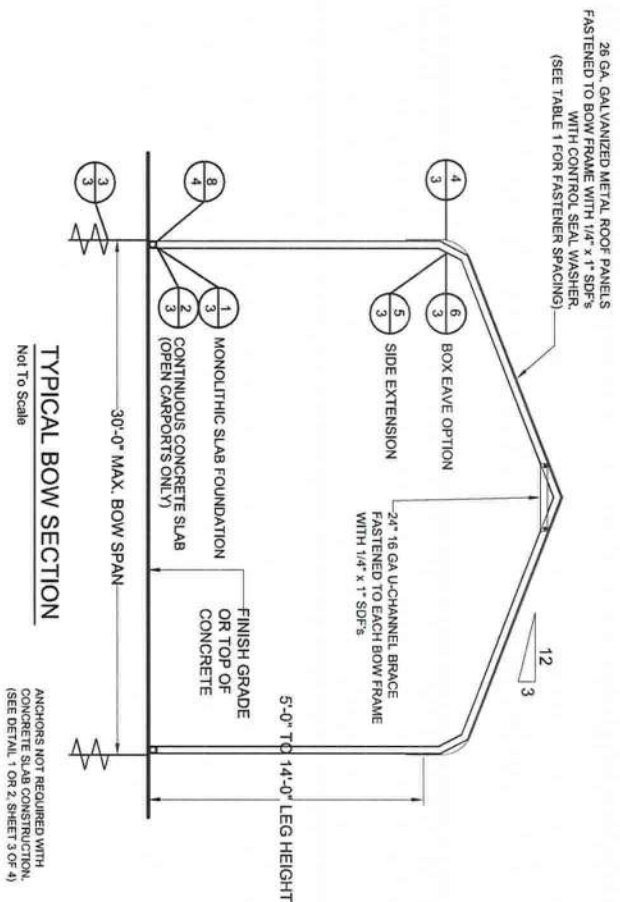 26 GA. GALVANIZED METAL ROOF PANELS
FASTENED TO BOW FRAME WITH 1/4" x 1" SDF's
WITH CONTROL SEAL WASHER.
(SEE TABLE 1 FOR FASTENER SPACING)
12
3
24" 16 GA U-CHANNEL BRACE
FASTENED TO EACH BOW FRAME
WITH 1/4" x 1" SDF's
4
3
6
3
BOX EAVE OPTION
5
3
SIDE EXTENSION
5'-0" TO 14'-0" LEG HEIGHT
FINISH GRADE
OR TOP OF
CONCRETE
8
4
1
3
MONOLITHIC SLAB FOUNDATION
2
3
CONTINUOUS CONCRETE SLAB
(OPEN CARPORTS ONLY)
3
3
30'-0" MAX. BOW SPAN
TYPICAL BOW SECTION
Not To Scale
ANCHORS NOT REQUIRED WITH
CONCRETE SLAB CONSTRUCTION.
(SEE DETAIL 1 OR 2, SHEET 3 OF 4)